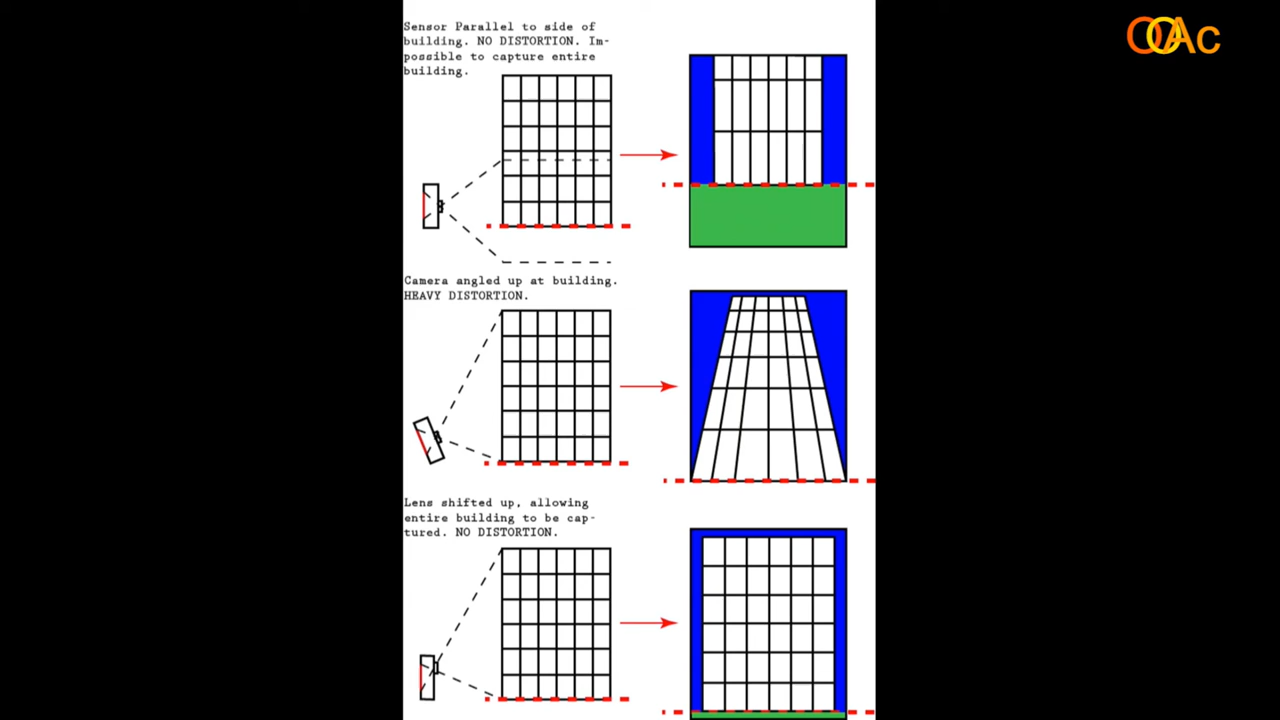 Sensor Parallel to side of
building. NO DISTORTION. Im-
possible to capture entire
building.
OOAc
Camera angled up at building.
HEAVY DISTORTION.
Lens shifted up, allowing
entire building to be cap-
tured. NO DISTORTION.